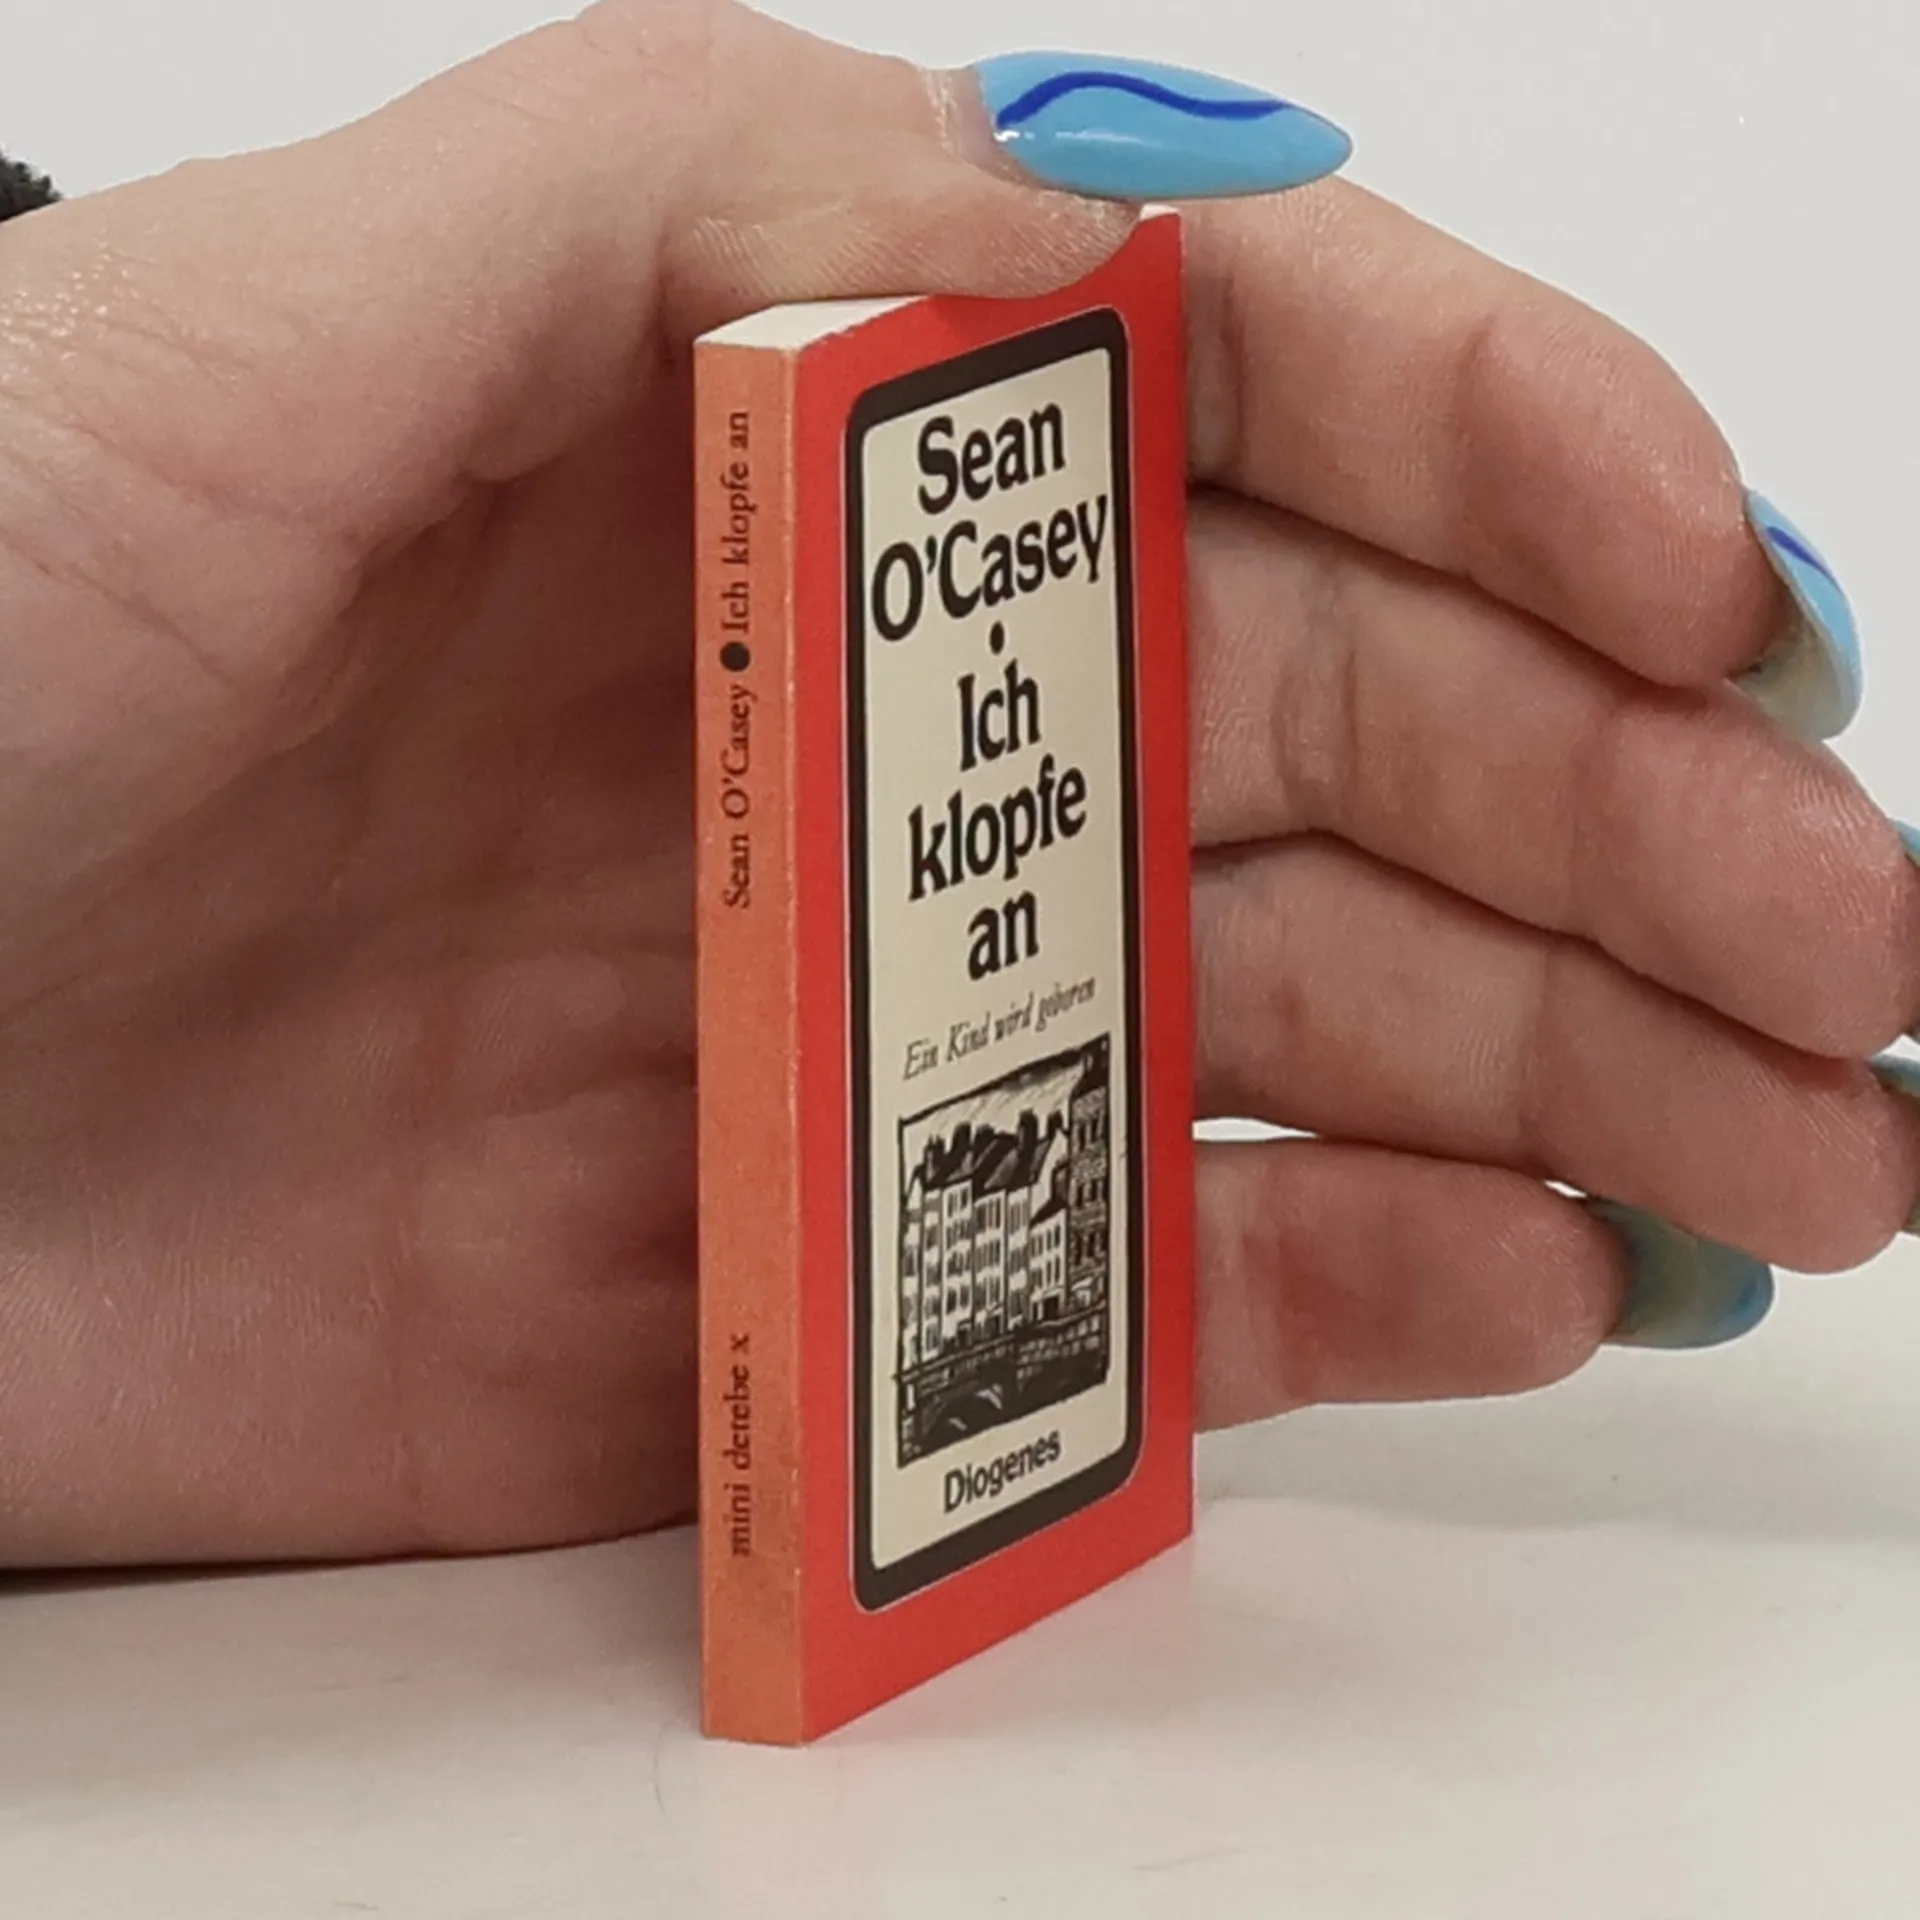 Sean O'Casey ● Ich klopfe an
mini detebe x
Sean
O'Casey
•
Ich
klopfe
an
Ein Kind wird geboren
Diogenes